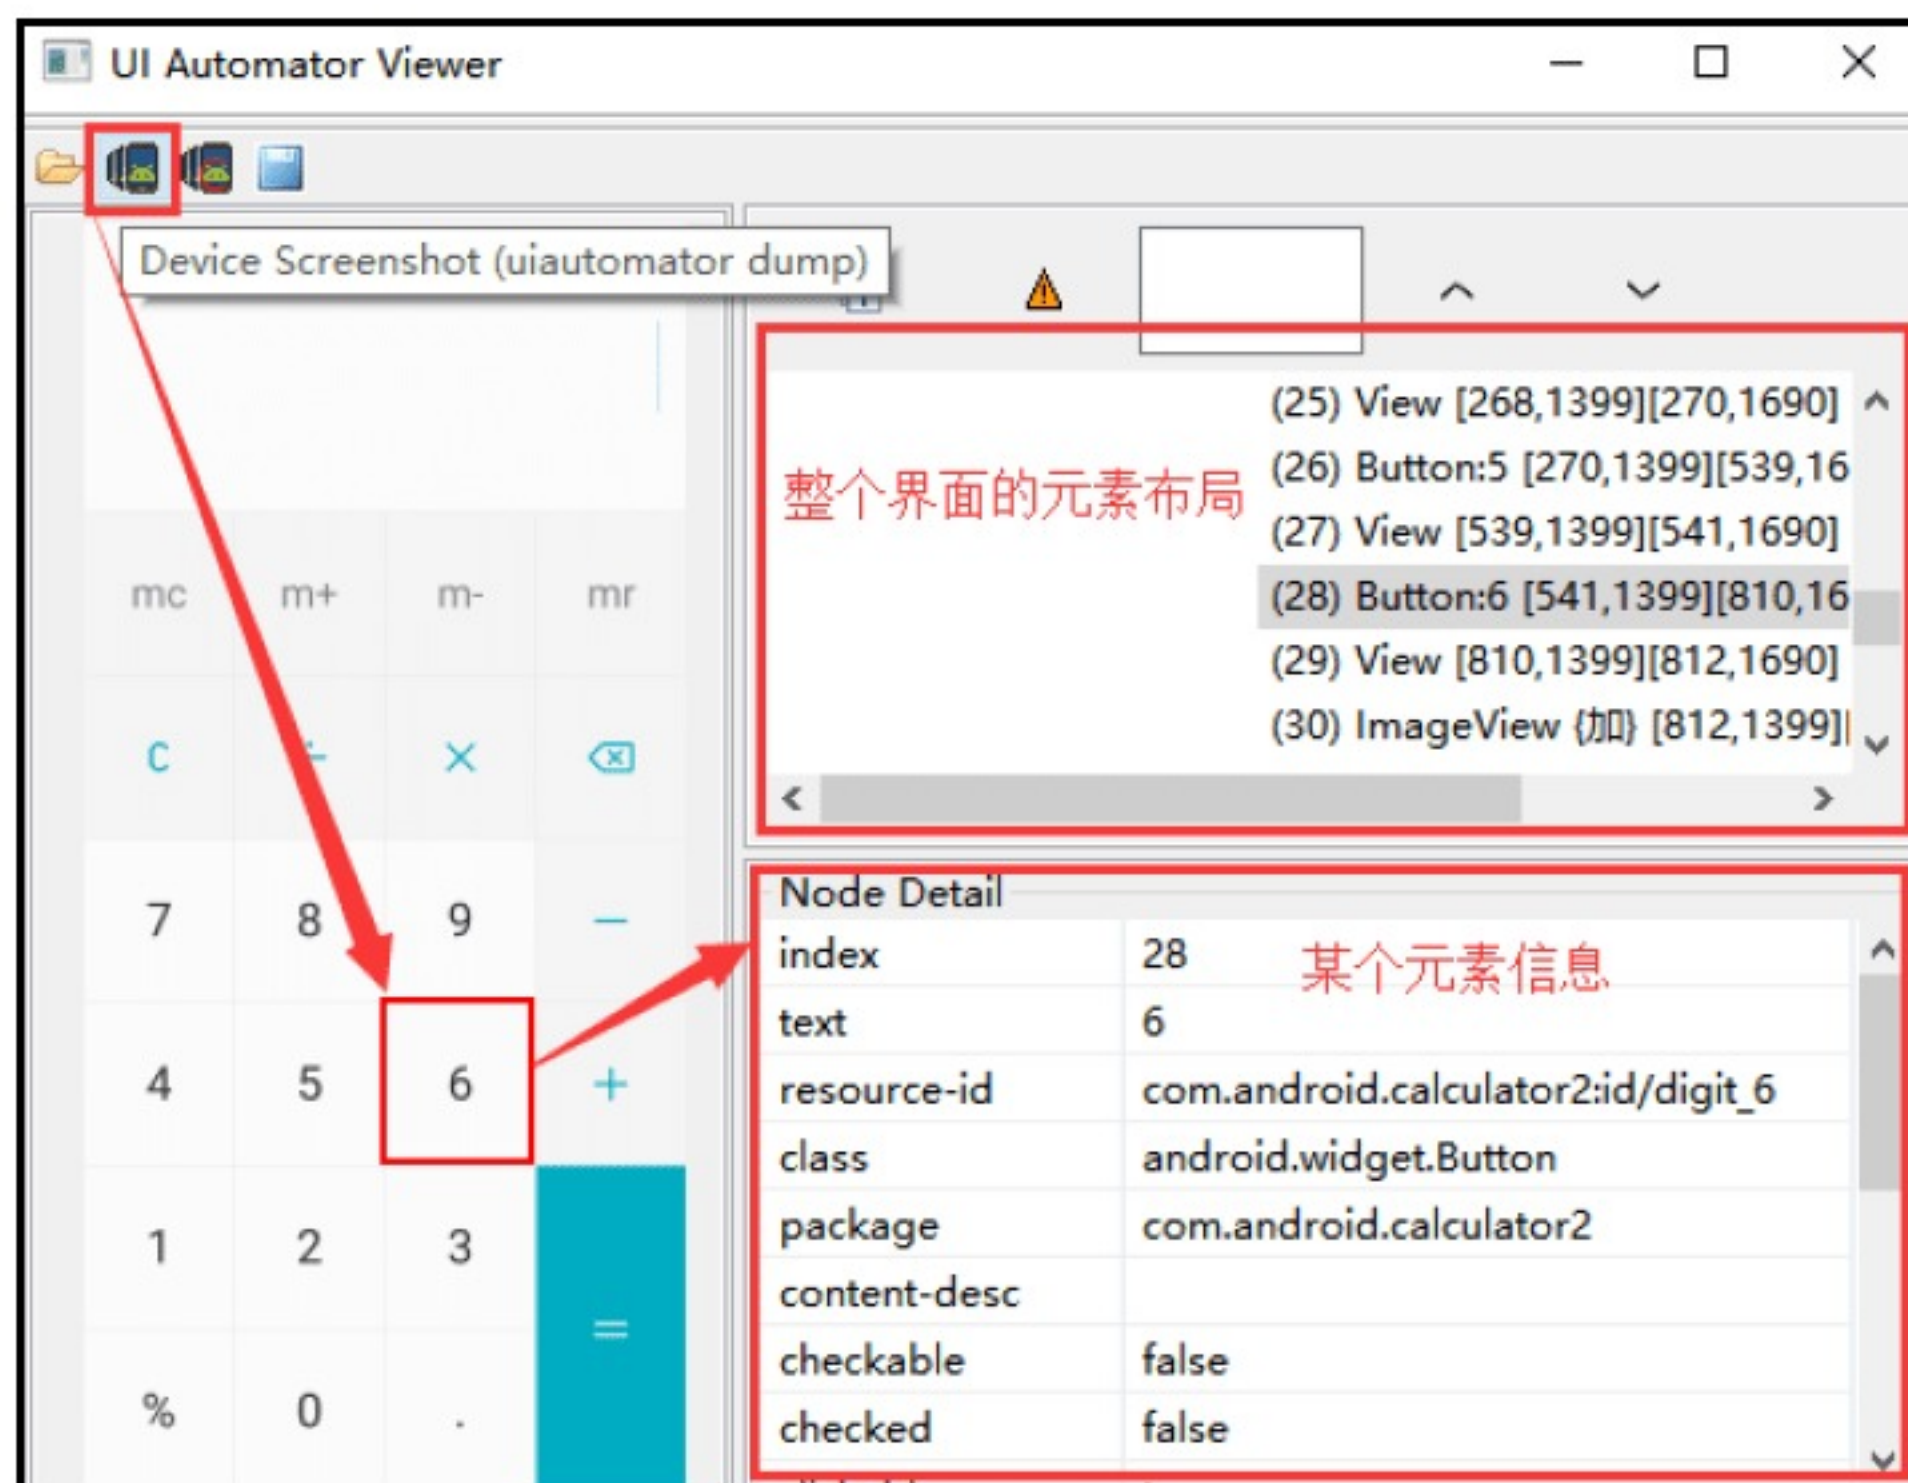 UI Automator Viewer
Device Screenshot (uiautomator dump)
mc m+ m- mr
C ÷ ×
7 8 9 −
4 5 6 +
1 2 3
=
% 0 .
整个界面的元素布局
(25) View [268,1399][270,1690]
(26) Button:5 [270,1399][539,16
(27) View [539,1399][541,1690]
(28) Button:6 [541,1399][810,16
(29) View [810,1399][812,1690]
(30) ImageView {加} [812,1399][
Node Detail
某个元素信息
index 28
text 6
resource-id com.android.calculator2:id/digit_6
class android.widget.Button
package com.android.calculator2
content-desc
checkable false
checked false